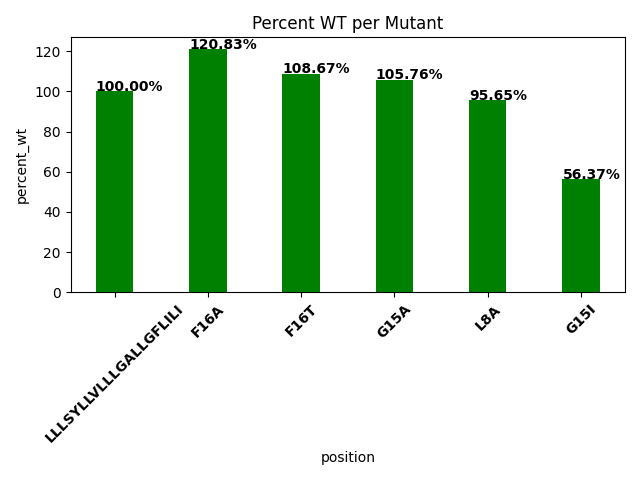 Percent WT per Mutant
percent_wt
120
100
80
60
40
20
0
100.00%
120.83%
108.67%
105.76%
95.65%
56.37%
LLLSYLLVLLLGALLGFLILI
F16A
F16T
G15A
L8A
G15I
position